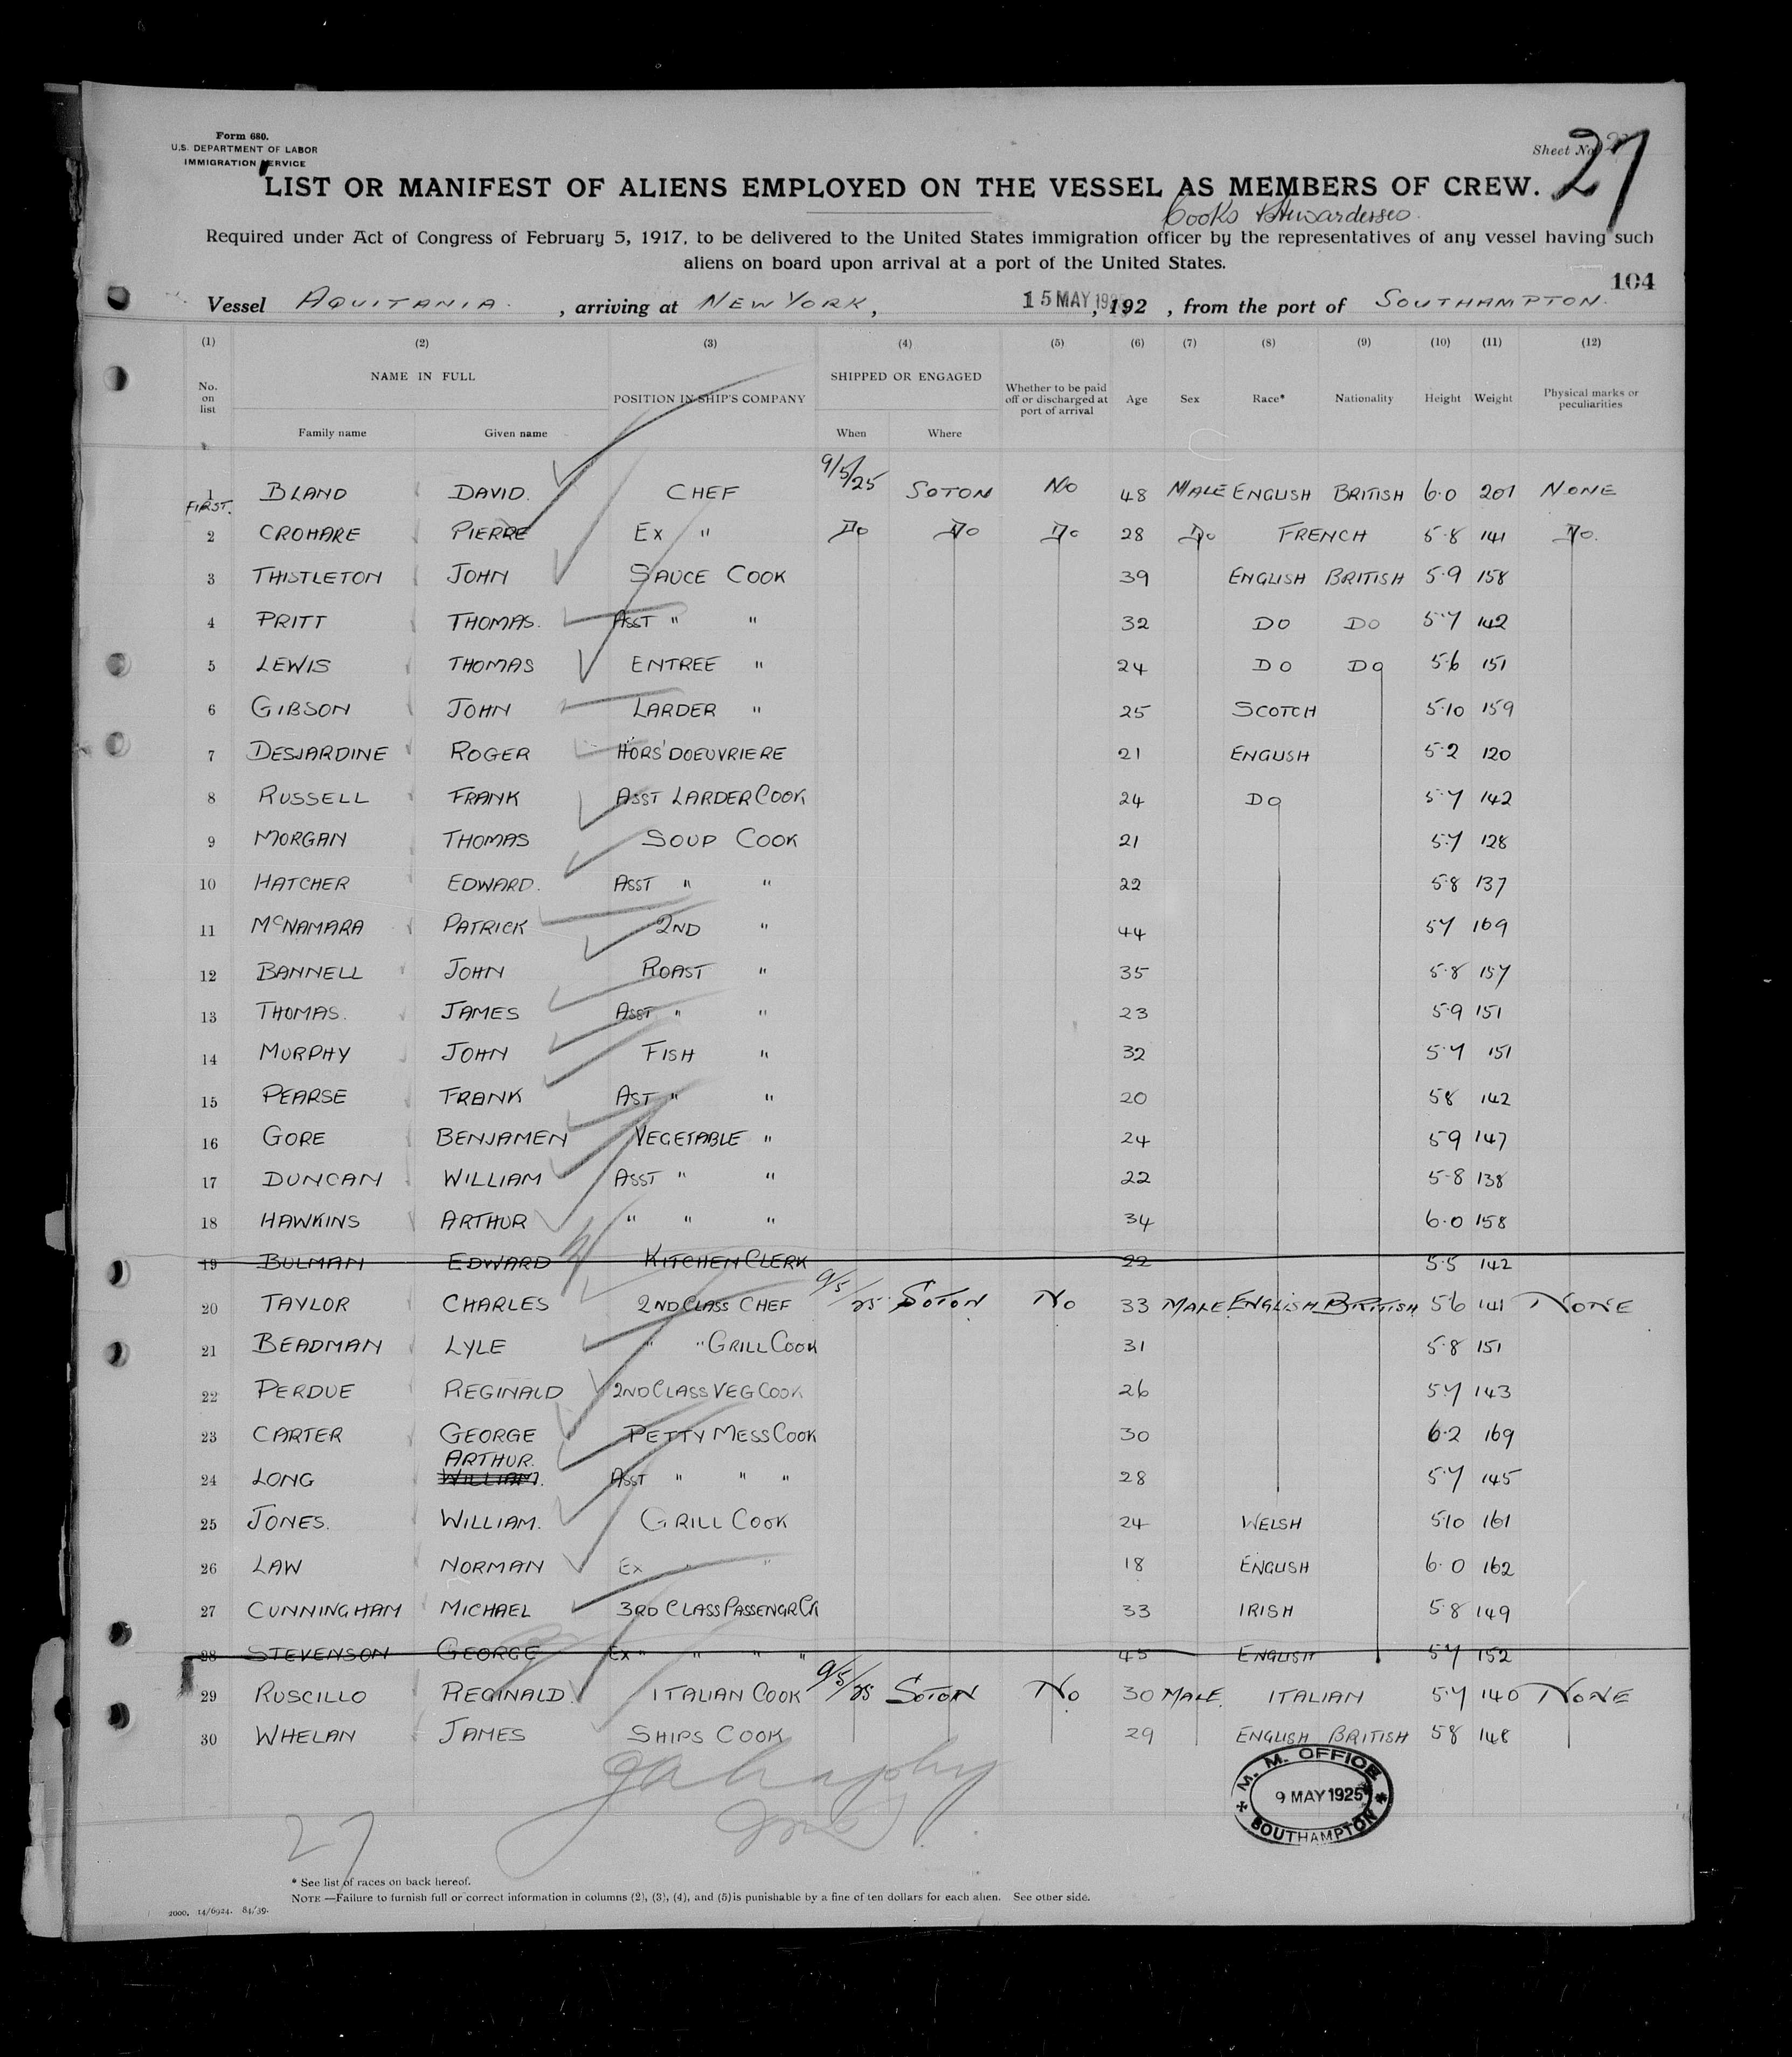 Form 680.
U.S. DEPARTMENT OF LABOR
IMMIGRATION SERVICE
Sheet No. 27
LIST OR MANIFEST OF ALIENS EMPLOYED ON THE VESSEL AS MEMBERS OF CREW.
Cooks & Stewardesses.
Required under Act of Congress of February 5, 1917, to be delivered to the United States immigration officer by the representatives of any vessel having such
aliens on board upon arrival at a port of the United States.
104
Vessel AQUITANIA. , arriving at NEW YORK, 15 MAY 1925, 192 , from the port of SOUTHAMPTON.
(1) (2) (3) (4) (5) (6) (7) (8) (9) (10) (11) (12)
No. on list NAME IN FULL POSITION IN SHIP'S COMPANY SHIPPED OR ENGAGED Whether to be paid off or discharged at port of arrival Age Sex Race* Nationality Height Weight Physical marks or peculiarities
Family name Given name When Where
1 FIRST. BLAND DAVID. CHEF 9/5/25 SOTON NO 48 MALE ENGLISH BRITISH 6·0 201 NONE
2 CROHARE PIERRE EX " DO DO DO 28 DO FRENCH 5·8 141 DO.
3 THISTLETON JOHN SAUCE COOK 39 ENGLISH BRITISH 5·9 158
4 PRITT THOMAS. ASST " " 32 DO DO 5·7 142
5 LEWIS THOMAS ENTREE " 24 DO DO 5·6 151
6 GIBSON JOHN LARDER " 25 SCOTCH 5·10 159
7 DESJARDINE ROGER HORS'DOEUVRIERE 21 ENGLISH 5·2 120
8 RUSSELL FRANK ASST LARDER COOK 24 DO 5·7 142
9 MORGAN THOMAS SOUP COOK 21 5·7 128
10 HATCHER EDWARD. ASST " " 22 5·8 137
11 MCNAMARA PATRICK 2ND " 44 5 7 169
12 BANNELL JOHN ROAST " 35 5·8 157
13 THOMAS. JAMES ASST " " 23 5·9 151
14 MURPHY JOHN FISH " 32 5·7 151
15 PEARSE FRANK AST " " 20 5 8 142
16 GORE BENJAMEN VEGETABLE " 24 5 9 147
17 DUNCAN WILLIAM ASST " " 22 5·8 138
18 HAWKINS ARTHUR " " " 34 6·0 158
19 BULMAN EDWARD KITCHEN CLERK 22 5·5 142
20 TAYLOR CHARLES 2ND CLASS CHEF 9/5/25 SOTON NO 33 MALE ENGLISH BRITISH 5 6 141 NONE
21 BEADMAN LYLE " " GRILL COOK 31 5·8 151
22 PERDUE REGINALD 2ND CLASS VEG COOK 26 5·7 143
23 CARTER GEORGE PETTY MESS COOK 30 6·2 169
ARTHUR.
24 LONG WILLIAM. ASST " " " 28 5·7 145
25 JONES. WILLIAM. GRILL COOK 24 WELSH 5 10 161
26 LAW NORMAN EX " " 18 ENGLISH 6·0 162
27 CUNNINGHAM MICHAEL 3RD CLASS PASSENGR CK 33 IRISH 5·8 149
28 STEVENSON GEORGE EX " " " " 45 ENGLISH 5 7 152
29 RUSCILLO REGINALD. ITALIAN COOK 9/5/25 SOTON NO 30 MALE. ITALIAN 5·7 140 NONE
30 WHELAN JAMES SHIPS COOK 29 ENGLISH BRITISH 5 8 148
M. M. OFFICE
9 MAY 1925
SOUTHAMPTON
27
* See list of races on back hereof.
NOTE —Failure to furnish full or correct information in columns (2), (3), (4), and (5) is punishable by a fine of ten dollars for each alien. See other side.
2000. 14/6924. 84/39.